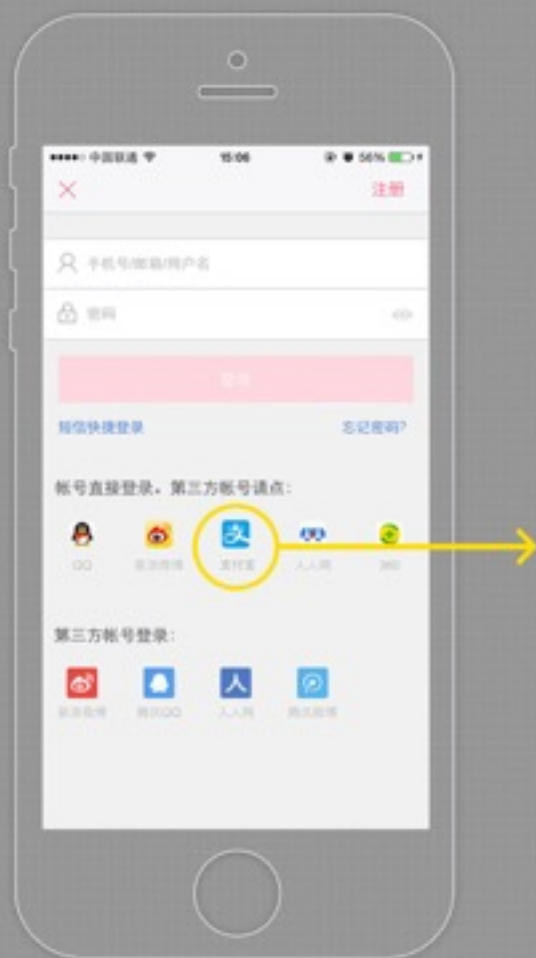 中国联通 15:06 56%
注册
手机号/邮箱/用户名
密码
登录
短信快捷登录 忘记密码?
帐号直接登录,第三方帐号请点:
QQ 新浪微博 支付宝 人人网 360
第三方帐号登录:
新浪微博 腾讯QQ 人人网 腾讯微博